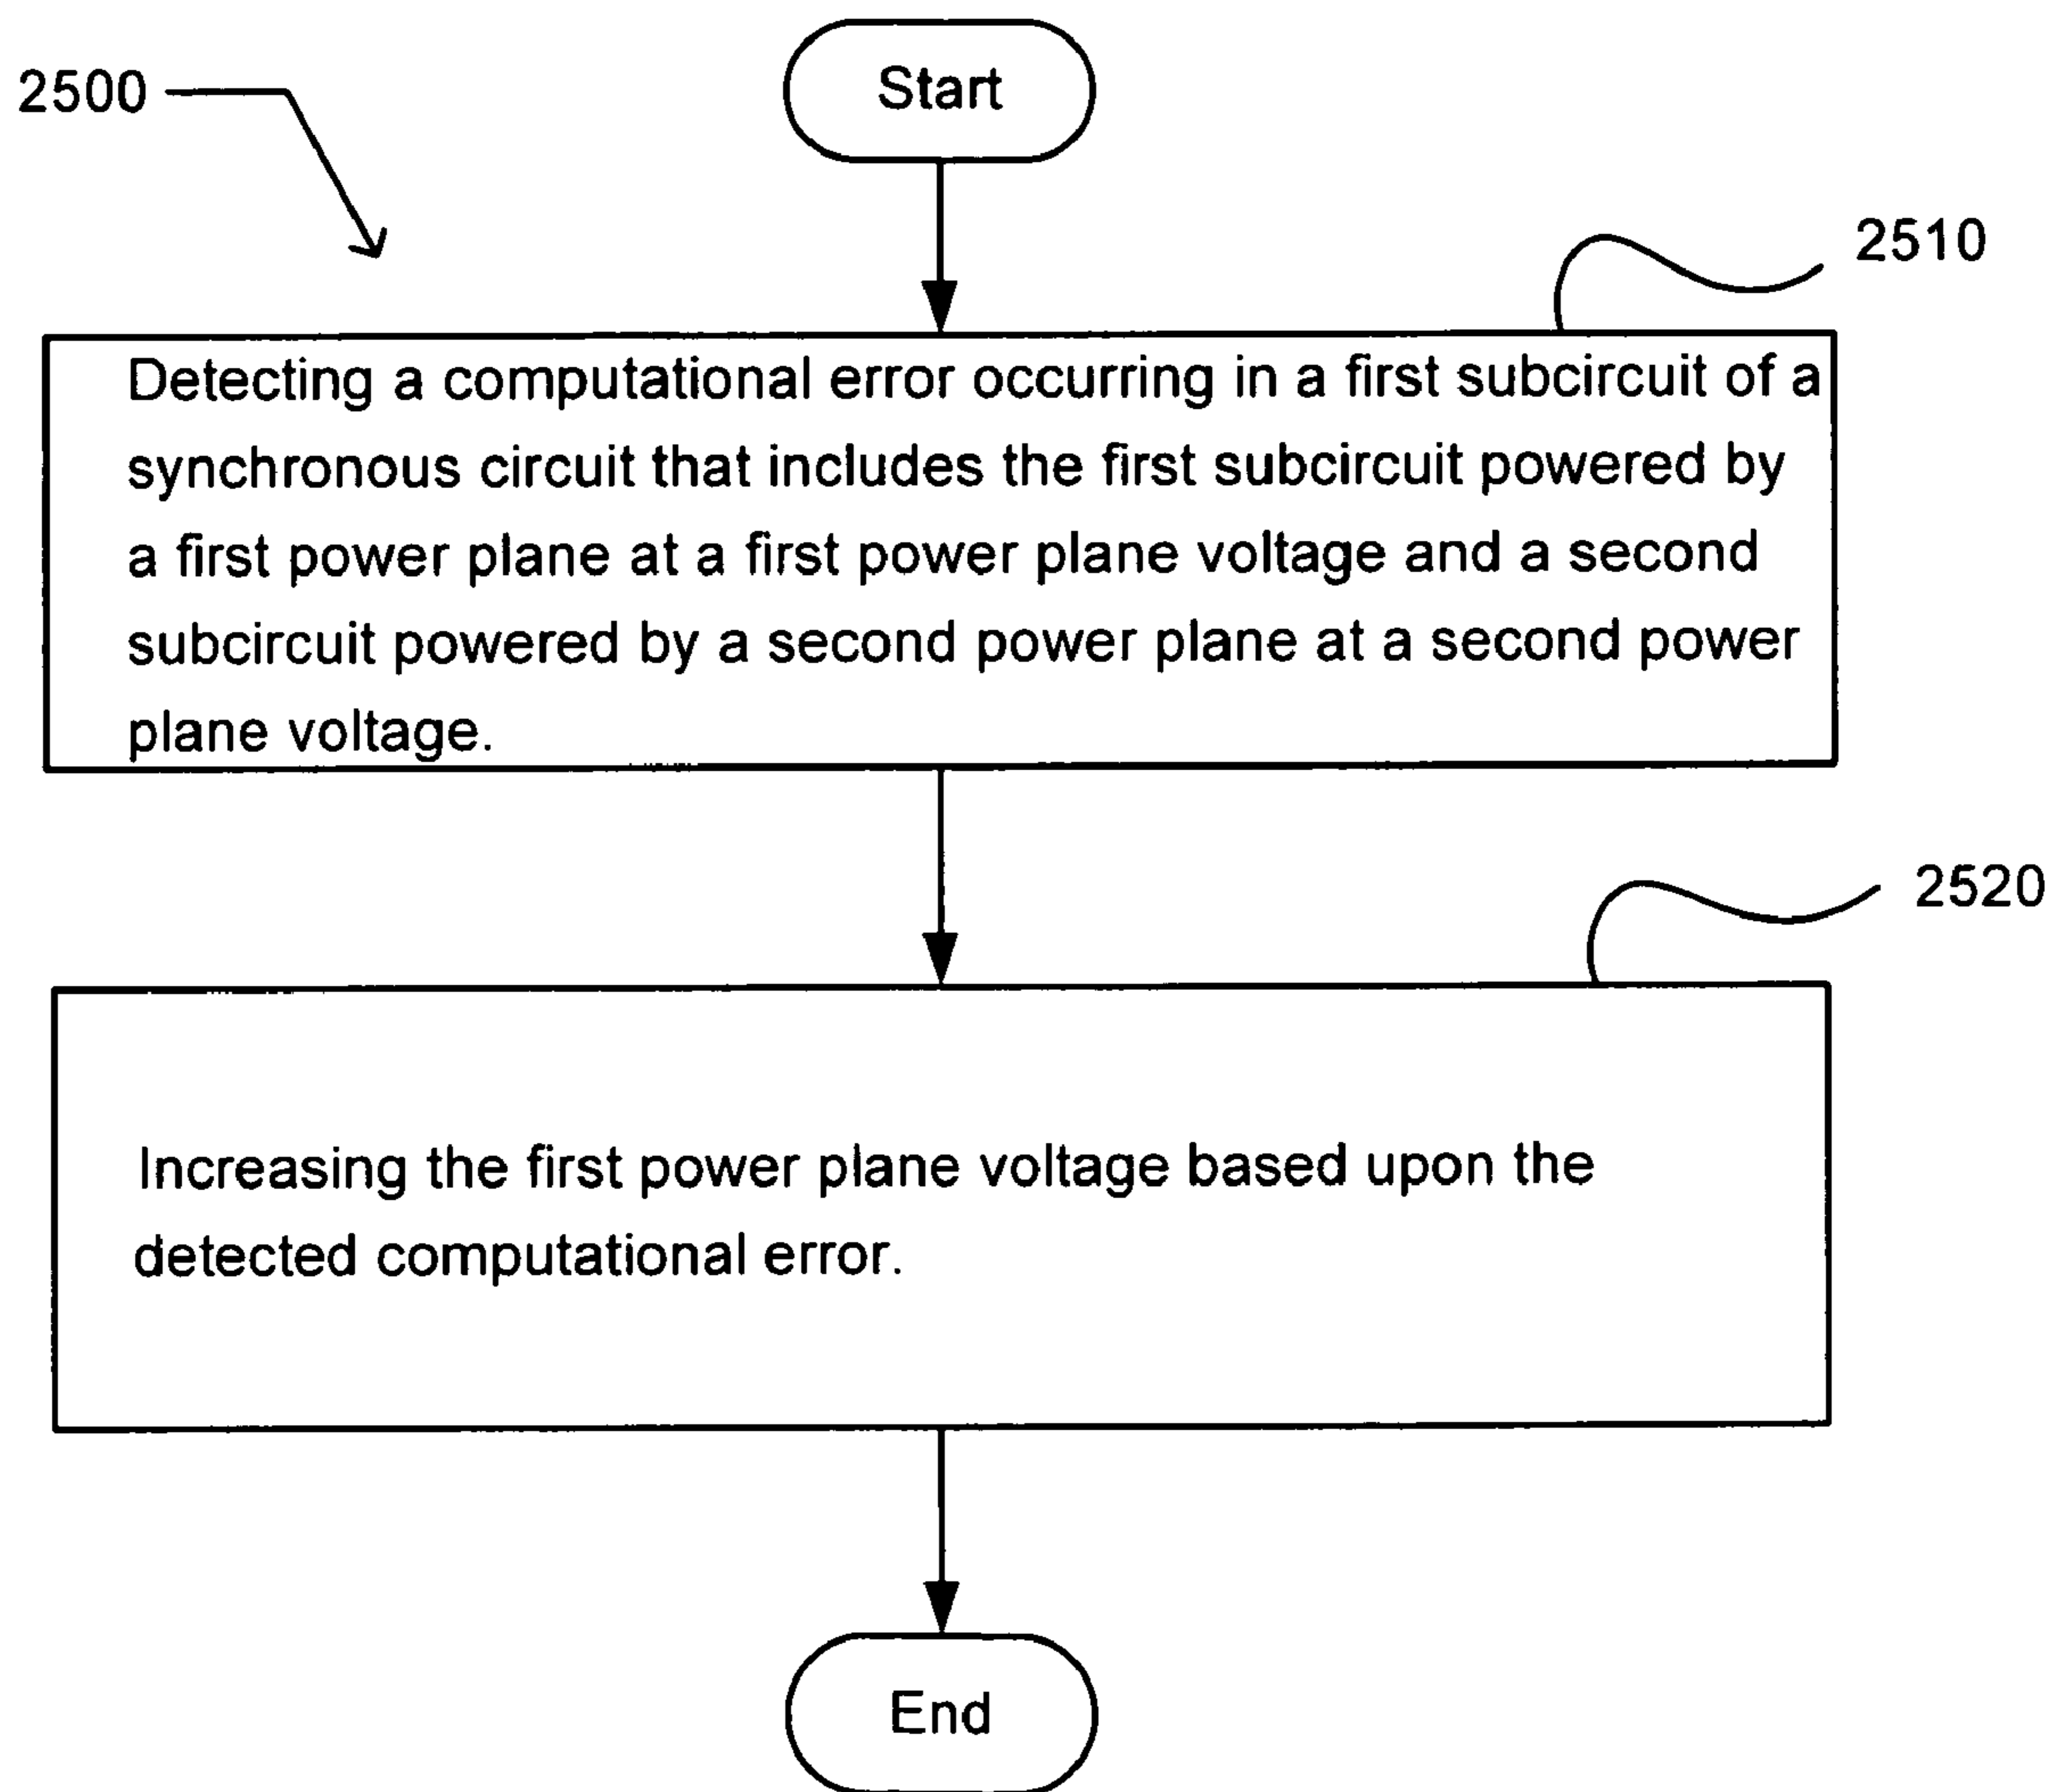 Start
2500
2510
Detecting a computational error occurring in a first subcircuit of a
synchronous circuit that includes the first subcircuit powered by
a first power plane at a first power plane voltage and a second
subcircuit powered by a second power plane at a second power
plane voltage.
2520
Increasing the first power plane voltage based upon the
detected computational error.
End